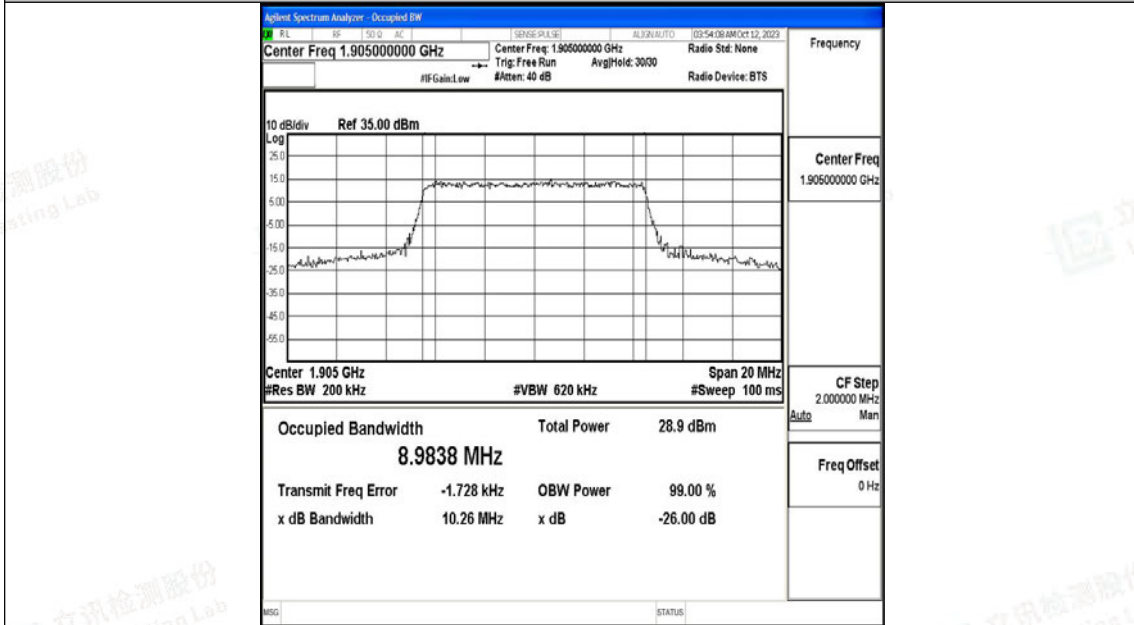 Agilent Spectrum Analyzer - Occupied BW
RL RF 50 Ω AC SENSE:PULSE ALIGN AUTO 03:54:08 AM Oct 12, 2023
Center Freq 1.905000000 GHz
Center Freq: 1.905000000 GHz
Radio Std: None
Trig: Free Run Avg|Hold: 30/30
#IFGain:Low
#Atten: 40 dB
Radio Device: BTS
Frequency
10 dB/div Ref 35.00 dBm
Log
25.0
15.0
5.00
-5.00
-15.0
-25.0
-35.0
-45.0
-55.0
Center 1.905 GHz
Span 20 MHz
#Res BW 200 kHz
#VBW 620 kHz
#Sweep 100 ms
Center Freq
1.905000000 GHz
CF Step
2.000000 MHz
Auto Man
Freq Offset
0 Hz
Occupied Bandwidth
8.9838 MHz
Total Power 28.9 dBm
Transmit Freq Error -1.728 kHz
OBW Power 99.00 %
x dB Bandwidth 10.26 MHz
x dB -26.00 dB
MSG
STATUS
立讯检测股份